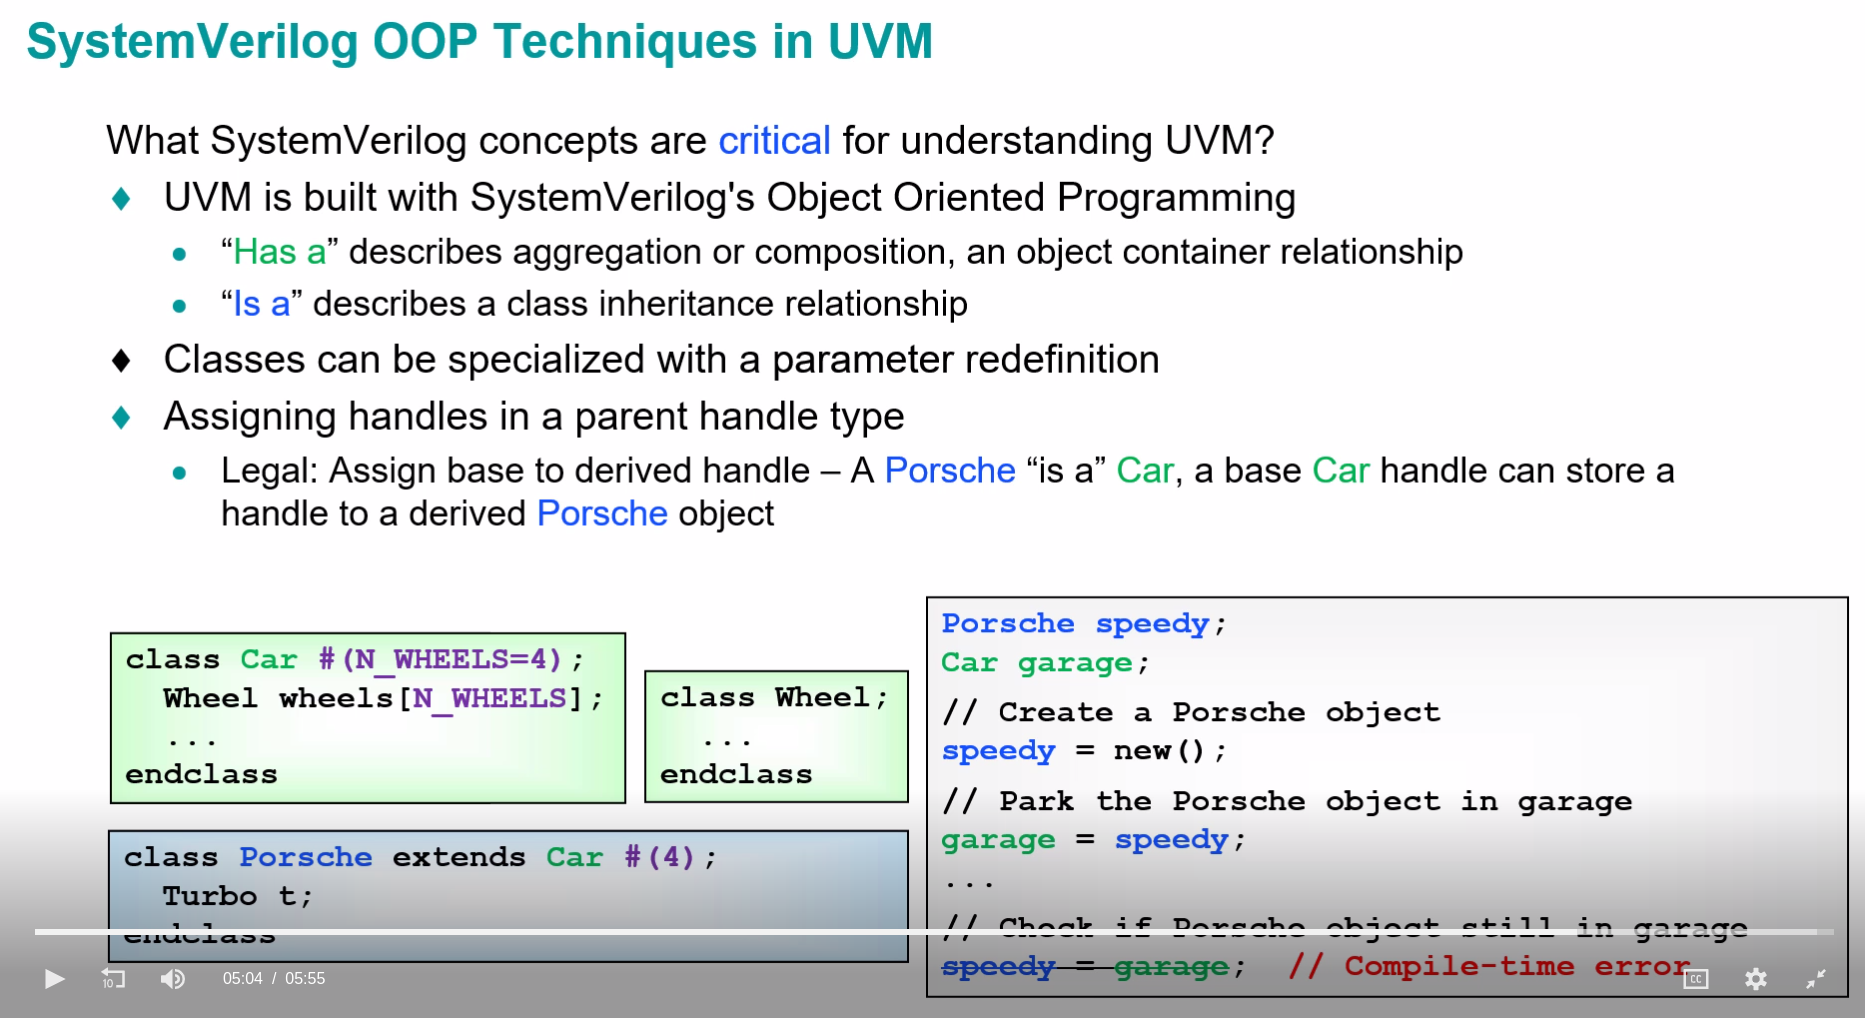 SystemVerilog OOP Techniques in UVM
What SystemVerilog concepts are critical for understanding UVM?
♦ UVM is built with SystemVerilog's Object Oriented Programming
• “Has a” describes aggregation or composition, an object container relationship
• “Is a” describes a class inheritance relationship
♦ Classes can be specialized with a parameter redefinition
♦ Assigning handles in a parent handle type
• Legal: Assign base to derived handle – A Porsche “is a” Car, a base Car handle can store a
handle to a derived Porsche object
class Car #(N_WHEELS=4);
Wheel wheels[N_WHEELS];
...
endclass
class Wheel;
...
endclass
class Porsche extends Car #(4);
Turbo t;
endclass
Porsche speedy;
Car garage;
// Create a Porsche object
speedy = new();
// Park the Porsche object in garage
garage = speedy;
...
// Check if Porsche object still in garage
speedy = garage; // Compile-time error
10
05:04 / 05:55
CC